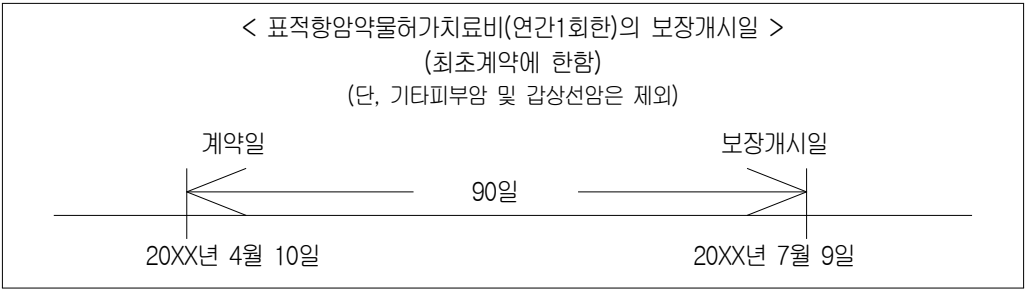 < 표적항암약물허가치료비(연간1회한)의 보장개시일 >
(최초계약에 한함)
(단, 기타피부암 및 갑상선암은 제외)
계약일 보장개시일
90일
20XX년 4월 10일 20XX년 7월 9일